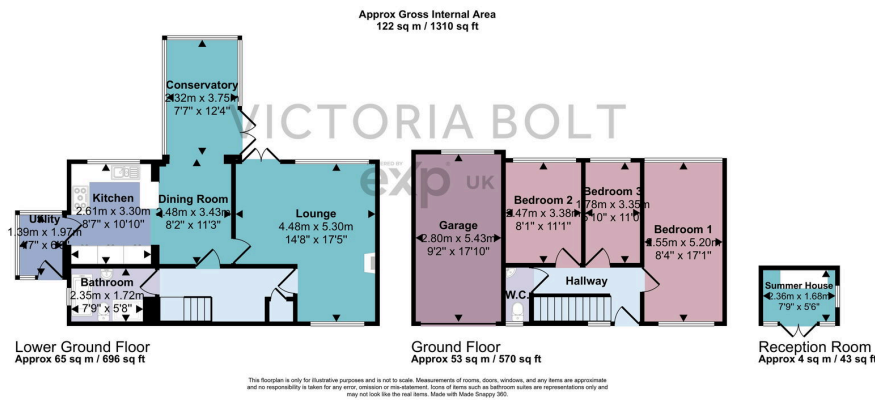 Approx Gross Internal Area
122 sq m / 1310 sq ft
VICTORIA BOLT
POWERED BY
exp UK
Conservatory
2.32m x 3.75m
7'7" x 12'4"
Kitchen
2.61m x 3.30m
8'7" x 10'10"
Dining Room
2.48m x 3.43m
8'2" x 11'3"
Lounge
4.48m x 5.30m
14'8" x 17'5"
Utility
1.39m x 1.97m
Bathroom
2.35m x 1.72m
7'9" x 5'8"
Lower Ground Floor
Approx 65 sq m / 696 sq ft
Garage
2.80m x 5.43m
9'2" x 17'10"
Bedroom 2
2.47m x 3.38m
8'1" x 11'1"
Bedroom 3
1.78m x 3.35m
5'10" x 11'0"
Bedroom 1
2.55m x 5.20m
8'4" x 17'1"
W.C.
Hallway
Ground Floor
Approx 53 sq m / 570 sq ft
Summer House
2.36m x 1.68m
7'9" x 5'6"
Reception Room
Approx 4 sq m / 43 sq ft
This floorplan is only for illustrative purposes and is not to scale. Measurements of rooms, doors, windows, and any items are approximate
and no responsibility is taken for any error, omission or mis-statement. Icons of items such as bathroom suites are representations only and
may not look like the real items. Made with Made Snappy 360.